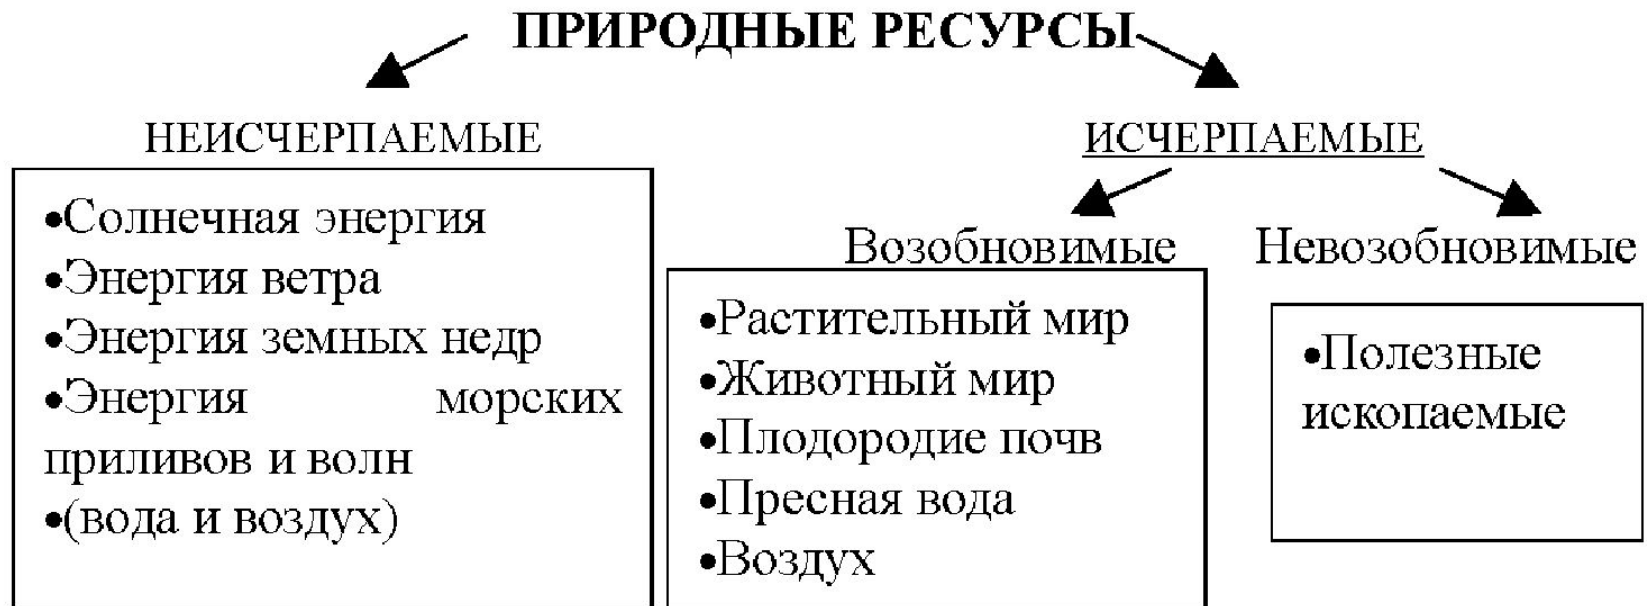 ПРИРОДНЫЕ РЕСУРСЫ
НЕИСЧЕРПАЕМЫЕ
•Солнечная энергия
•Энергия ветра
•Энергия земных недр
•Энергия морских
приливов и волн
•(вода и воздух)
ИСЧЕРПАЕМЫЕ
Возобновимые
•Растительный мир
•Животный мир
•Плодородие почв
•Пресная вода
•Воздух
Невозобновимые
•Полезные
ископаемые